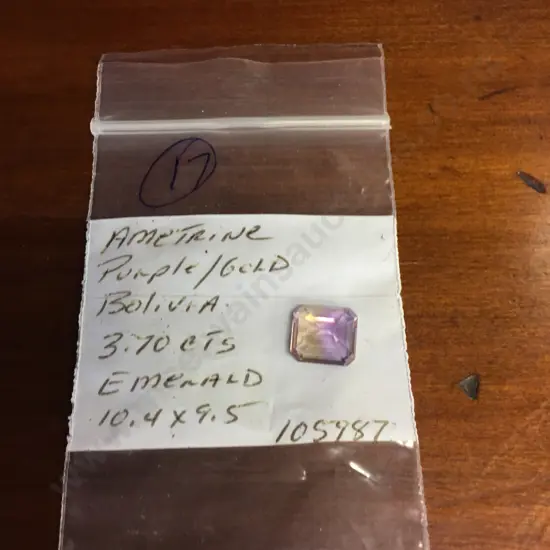 17
AMETRINE
PURPLE/GOLD
BOLIVIA
3.70 CTS
EMERALD
10.4 x 9.5
105987